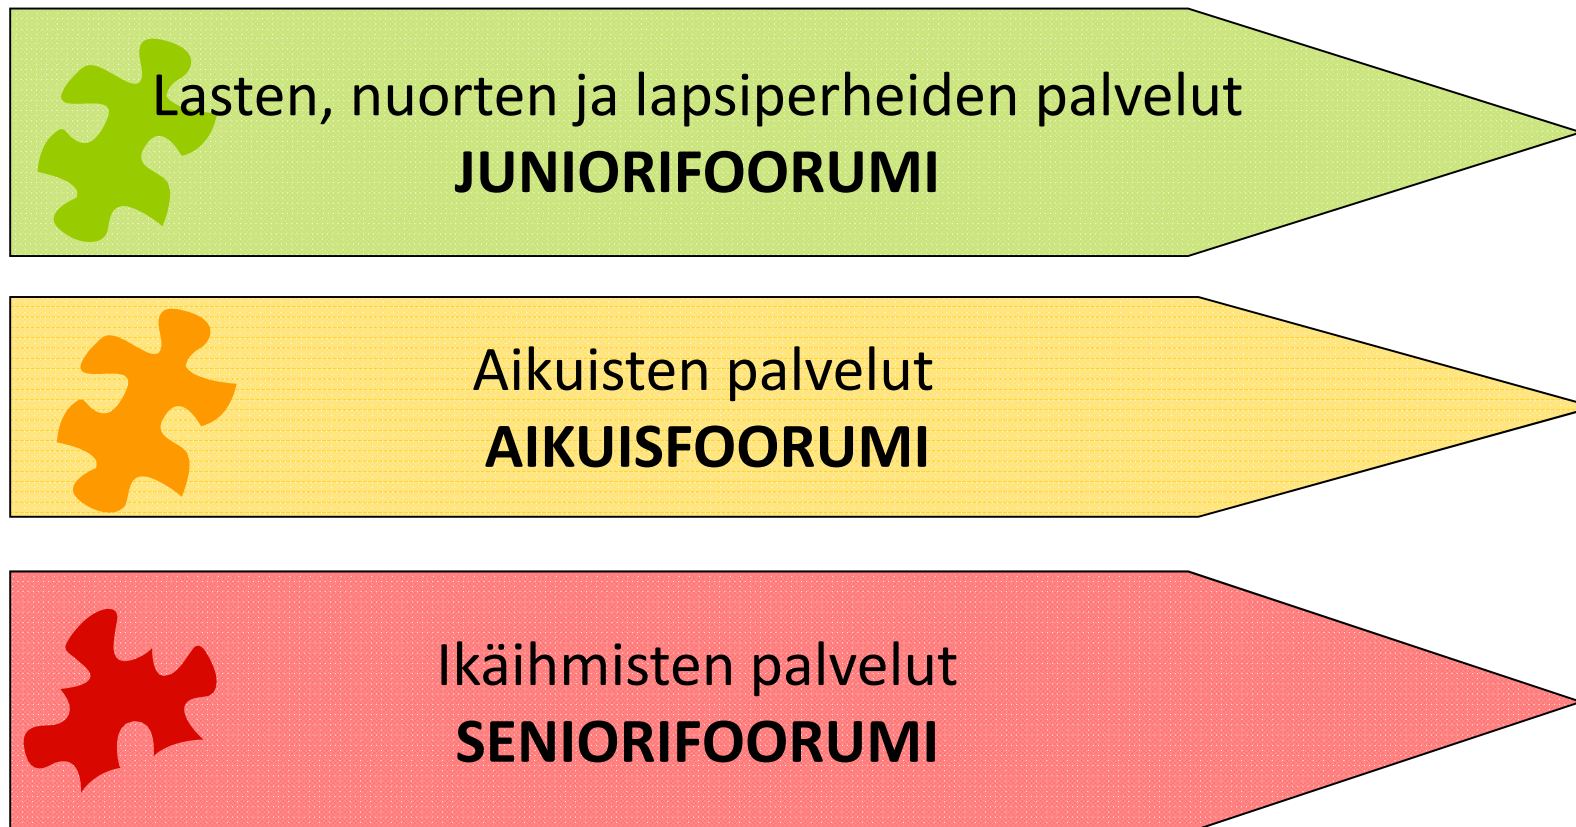 Lasten, nuorten ja lapsiperheiden palvelut
JUNIORIFOORUMI
Aikuisten palvelut
AIKUISFOORUMI
Ikäihmisten palvelut
SENIORIFOORUMI